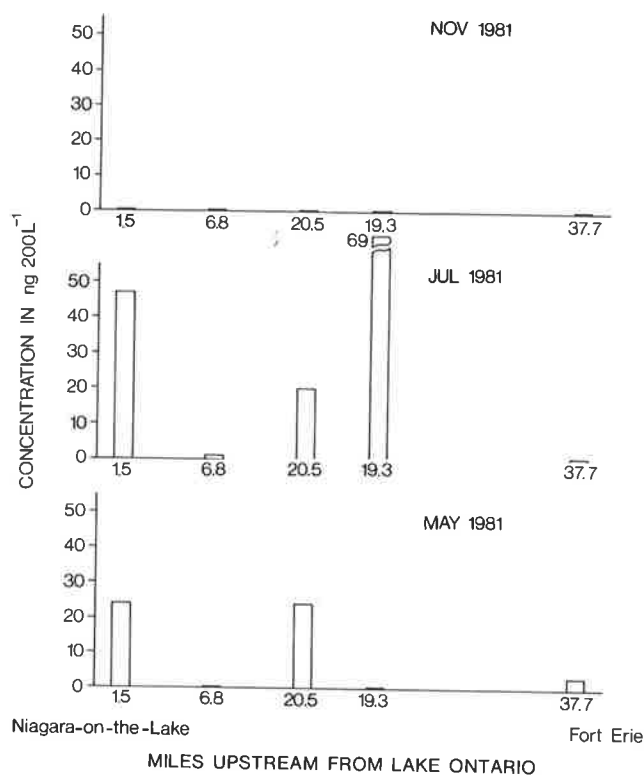 NOV 1981
50
40
30
20
10
0
1.5 6.8 20.5 19.3 37.7
69
JUL 1981
50
40
30
20
10
0
1.5 6.8 20.5 19.3 37.7
MAY 1981
50
40
30
20
10
0
1.5 6.8 20.5 19.3 37.7
CONCENTRATION IN ng 200L⁻¹
Niagara-on-the-Lake Fort Erie
MILES UPSTREAM FROM LAKE ONTARIO